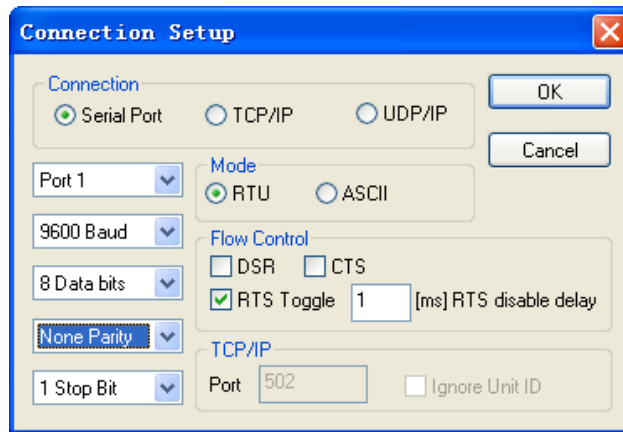 Connection Setup
Connection
Serial Port TCP/IP UDP/IP
OK
Cancel
Port 1
9600 Baud
8 Data bits
None Parity
1 Stop Bit
Mode
RTU ASCII
Flow Control
DSR CTS
RTS Toggle 1 [ms] RTS disable delay
TCP/IP
Port 502 Ignore Unit ID